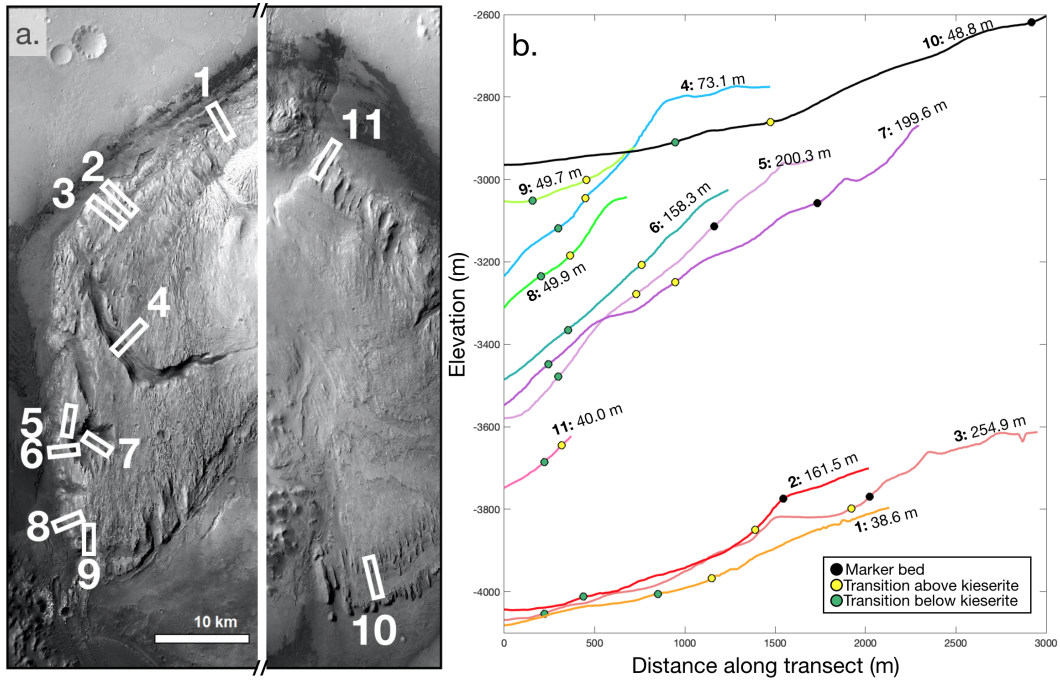 a.
1
2
3
4
5
6
7
8
9
11
10
10 km
b.
Elevation (m)
-2600
-2800
-3000
-3200
-3400
-3600
-3800
-4000
10: 48.8 m
4: 73.1 m
7: 199.6 m
5: 200.3 m
9: 49.7 m
6: 158.3 m
8: 49.9 m
11: 40.0 m
3: 254.9 m
2: 161.5 m
1: 38.6 m
Marker bed
Transition above kieserite
Transition below kieserite
0
500
1000
1500
2000
2500
3000
Distance along transect (m)